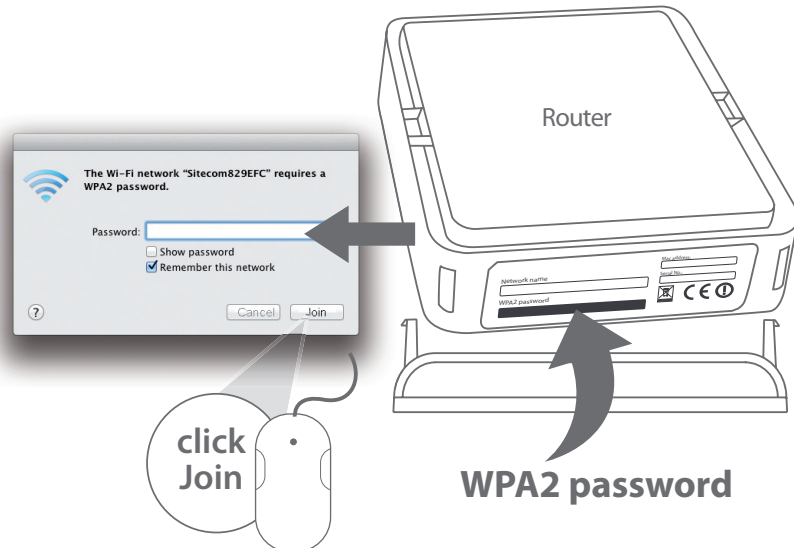 Router
The Wi-Fi network “Sitecom829EFC” requires a
WPA2 password.
Password:
Show password
Remember this network
?
Cancel
Join
Network name
WPA2 password
Mac address
Serial No.
CE
click
Join
WPA2 password